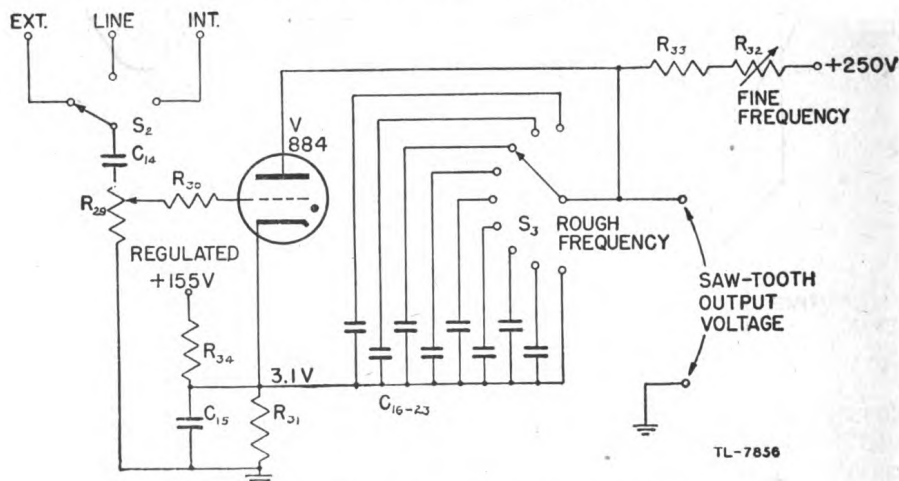 EXT. LINE INT.
S2
C14
R29
R30
V
884
REGULATED
+155V
R34
3.1V
C15
R31
C16-23
S3
ROUGH
FREQUENCY
R33
R32
+250V
FINE
FREQUENCY
SAW-TOOTH
OUTPUT
VOLTAGE
TL-7856